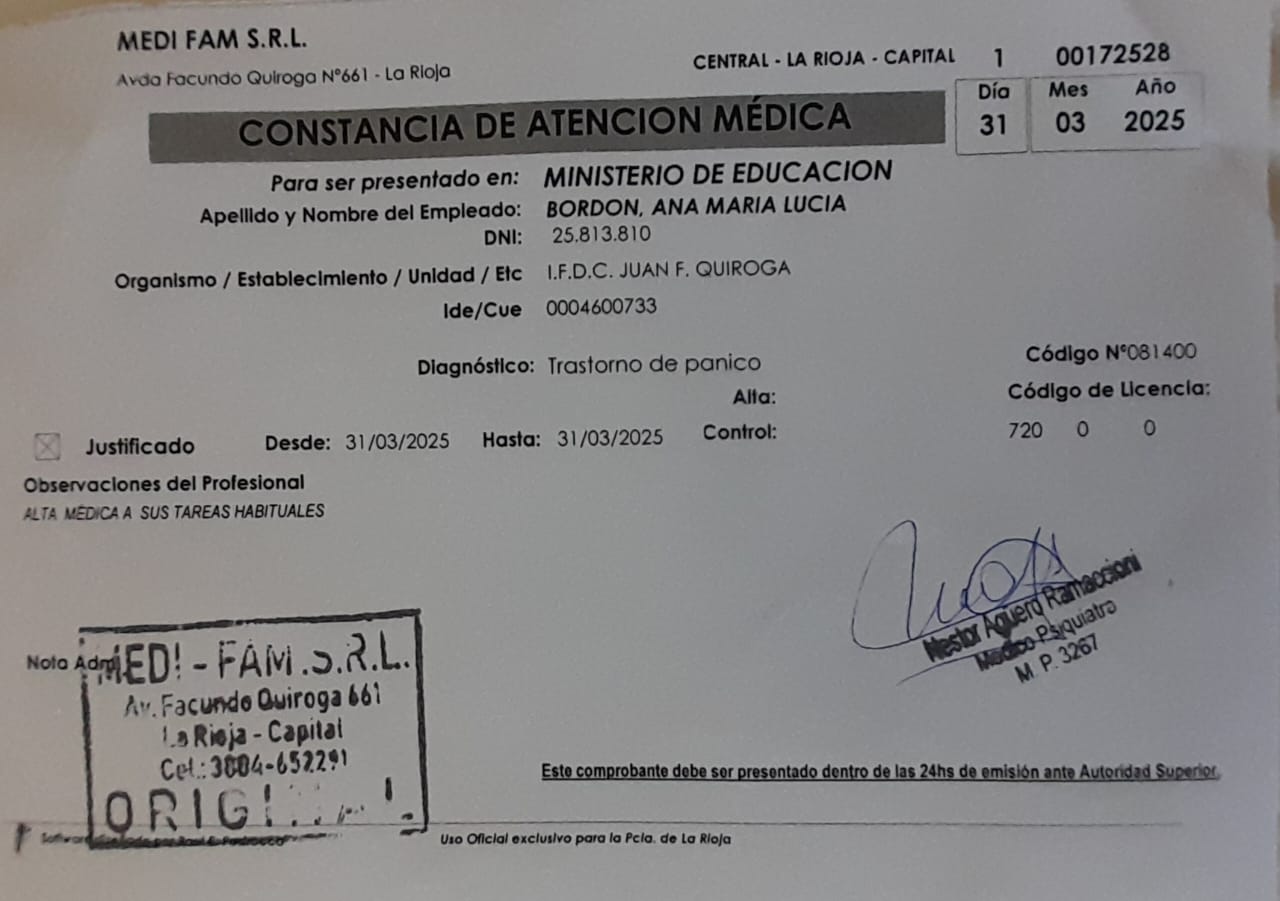 MEDI FAM S.R.L.
Avda Facundo Quiroga N°661 - La Rioja
CENTRAL - LA RIOJA - CAPITAL 1 00172528
Día Mes Año
31 03 2025
CONSTANCIA DE ATENCION MÉDICA
Para ser presentado en: MINISTERIO DE EDUCACION
Apellido y Nombre del Empleado: BORDON, ANA MARIA LUCIA
DNI: 25.813.810
Organismo / Establecimiento / Unidad / Etc I.F.D.C. JUAN F. QUIROGA
Ide/Cue 0004600733
Diagnóstico: Trastorno de panico
Código N°081400
Alta:
Código de Licencia:
Justificado Desde: 31/03/2025 Hasta: 31/03/2025 Control:
720 0 0
Observaciones del Profesional
ALTA MÉDICA A SUS TAREAS HABITUALES
Nestor Aguero Ramaccioni
Medico Psiquiatra
M. P. 3267
Nota
MEDI - FAM.S.R.L.
Av. Facundo Quiroga 661
La Rioja - Capital
Cel.: 3804-652291
Este comprobante debe ser presentado dentro de las 24hs de emisión ante Autoridad Superior.
Uso Oficial exclusivo para la Pcia. de La Rioja